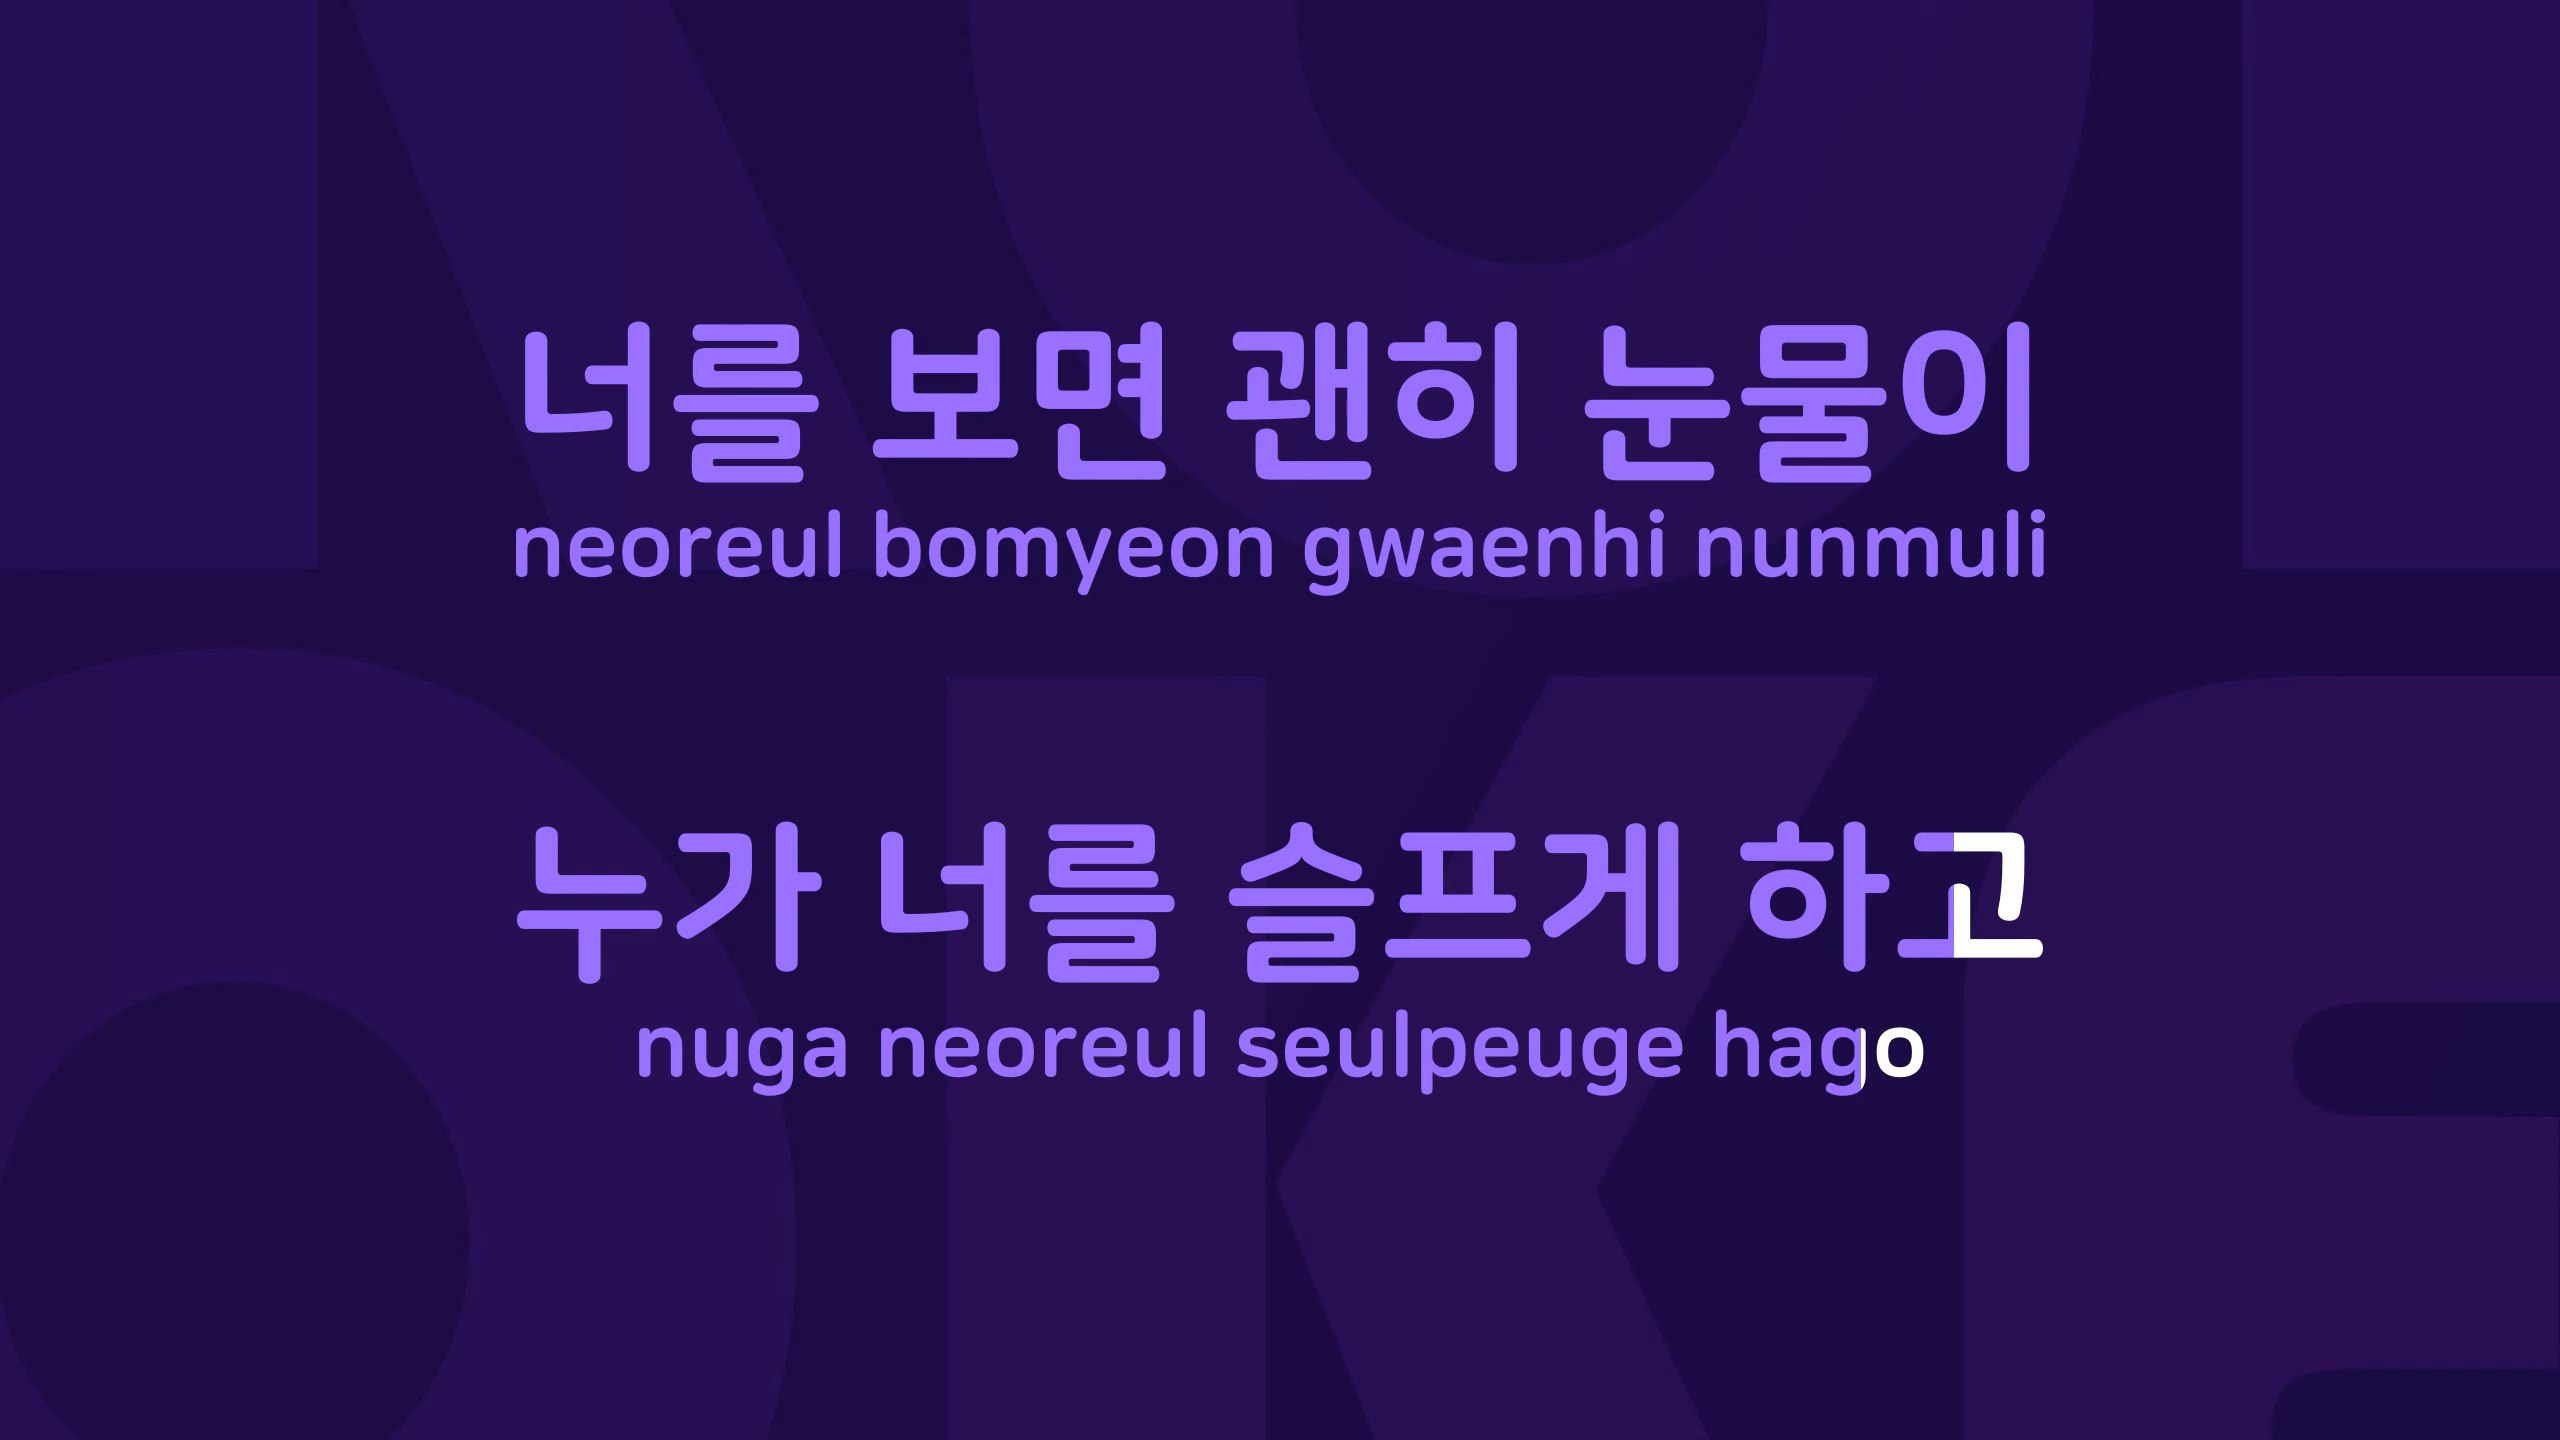 너를 보면 괜히 눈물이
neoreul bomyeon gwaenhi nunmuli
누가 너를 슬프게 하고
nuga neoreul seulpeuge hago